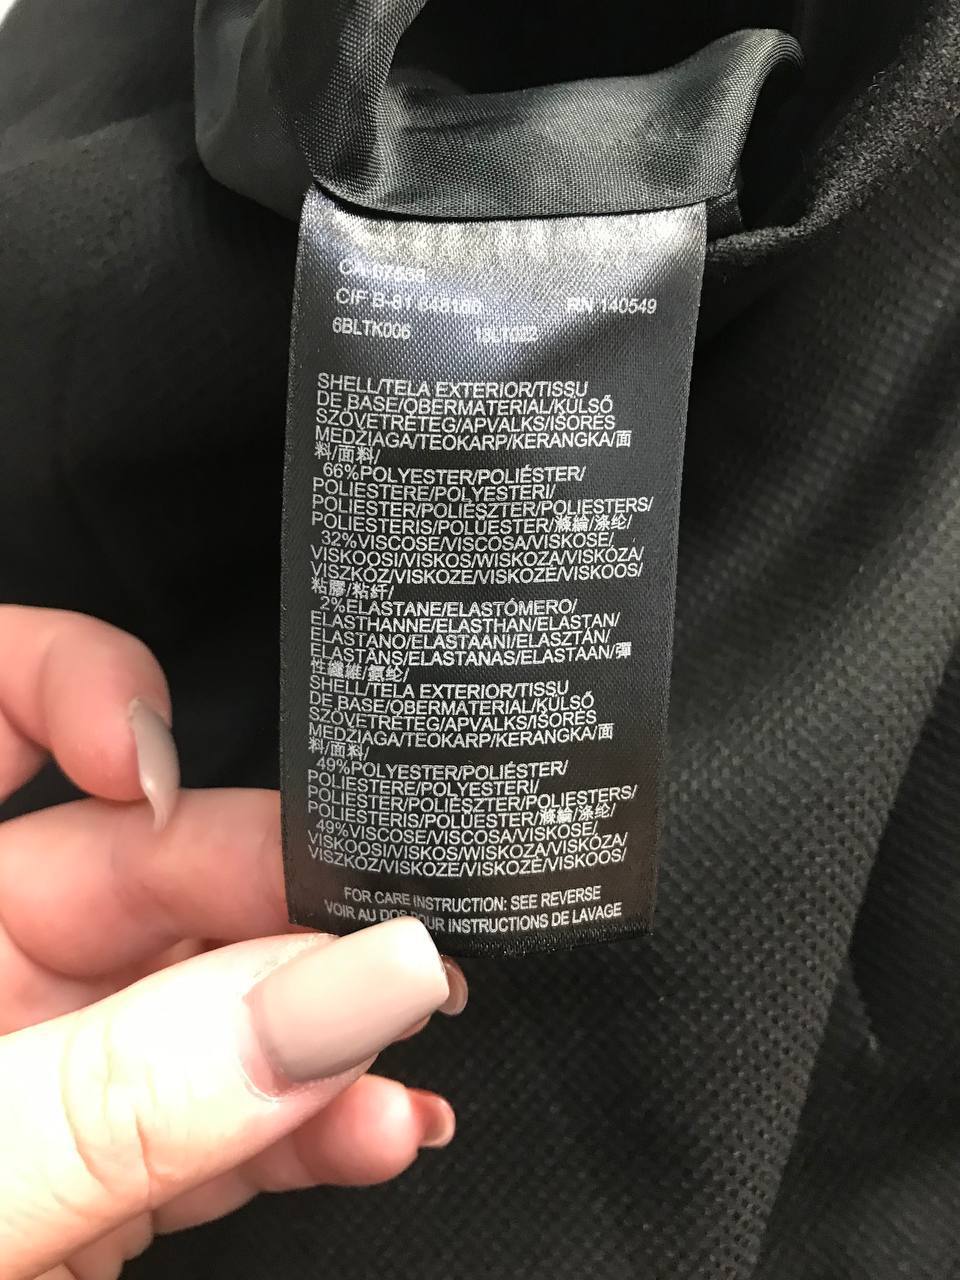 CIF B-81
RN 140549
6BLTK006
SHELL/TELA EXTERIOR/TISSU
DE BASE/OBERMATERIAL/KÜLSŐ
SZÖVETRÉTEG/APVALKS/IŠORĖS
MEDŽIAGA/TEOKARP/KERANGKA/面
料/面料/
66%POLYESTER/POLIÉSTER/
POLIESTERE/POLYESTERI/
POLIESTER/POLIÉSZTER/POLIESTERS/
POLIESTERIS/POLÜESTER/滌綸/涤纶/
32%VISCOSE/VISCOSA/VISKOSE/
VISKOOSI/VISKOS/WISKOZA/VISKÓZA/
VISZKÓZ/VISKOZE/VISKOZĖ/VISKOOS/
粘膠/粘纤/
2%ELASTANE/ELASTÓMERO/
ELASTHANNE/ELASTHAN/ELASTAN/
ELASTANO/ELASTAANI/ELASZTÁN/
ELASTĀNS/ELASTANAS/ELASTAAN/彈
性纖維/氨纶/
SHELL/TELA EXTERIOR/TISSU
DE BASE/OBERMATERIAL/KÜLSŐ
SZÖVETRÉTEG/APVALKS/IŠORĖS
MEDŽIAGA/TEOKARP/KERANGKA/面
料/面料/
49%POLYESTER/POLIÉSTER/
POLIESTERE/POLYESTERI/
POLIESTER/POLIÉSZTER/POLIESTERS/
POLIESTERIS/POLÜESTER/滌綸/涤纶/
49%VISCOSE/VISCOSA/VISKOSE/
VISKOOSI/VISKOS/WISKOZA/VISKÓZA/
VISZKÓZ/VISKOZE/VISKOZĖ/VISKOOS/
FOR CARE INSTRUCTION: SEE REVERSE
VOIR AU DOS POUR INSTRUCTIONS DE LAVAGE